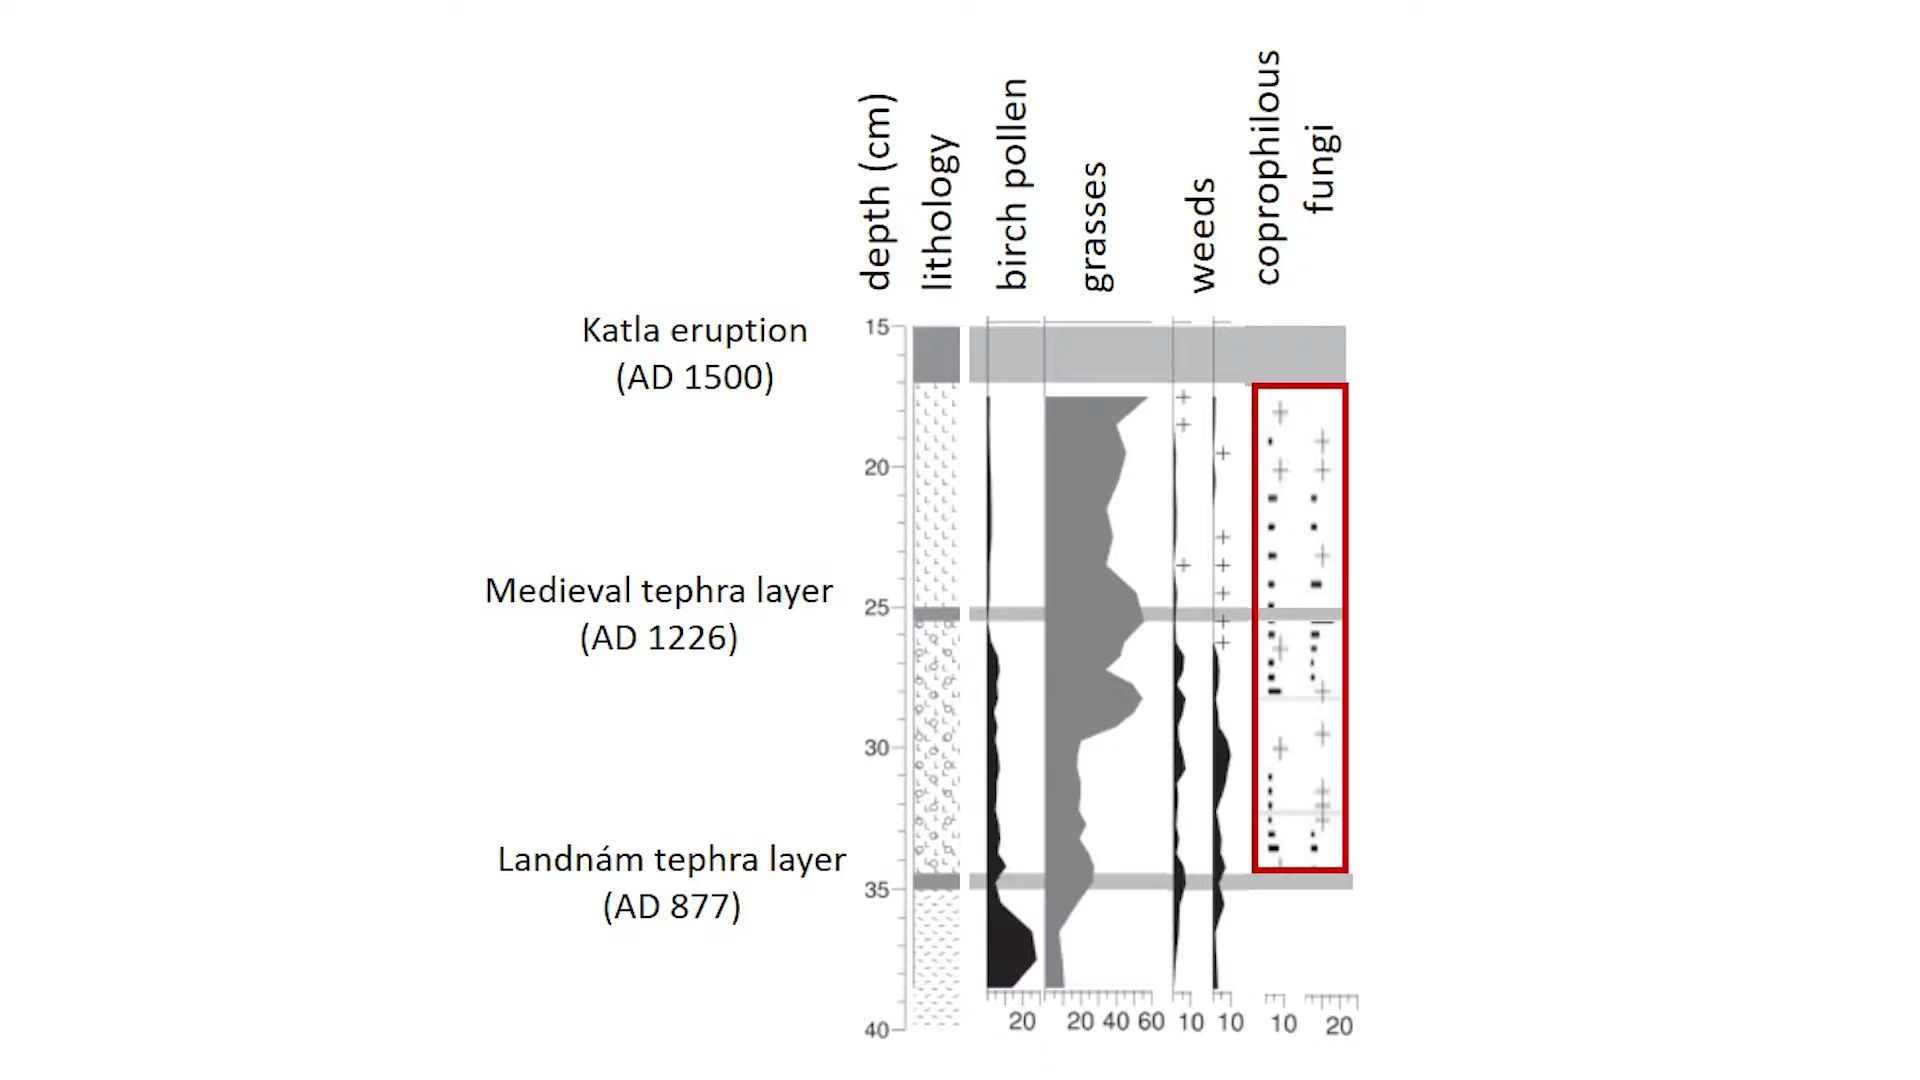 depth (cm)
lithology
birch pollen
grasses
weeds
coprophilous
fungi
Katla eruption
(AD 1500)
Medieval tephra layer
(AD 1226)
Landnám tephra layer
(AD 877)
15
20
25
30
35
40
20
20 40 60
10
10
10
20